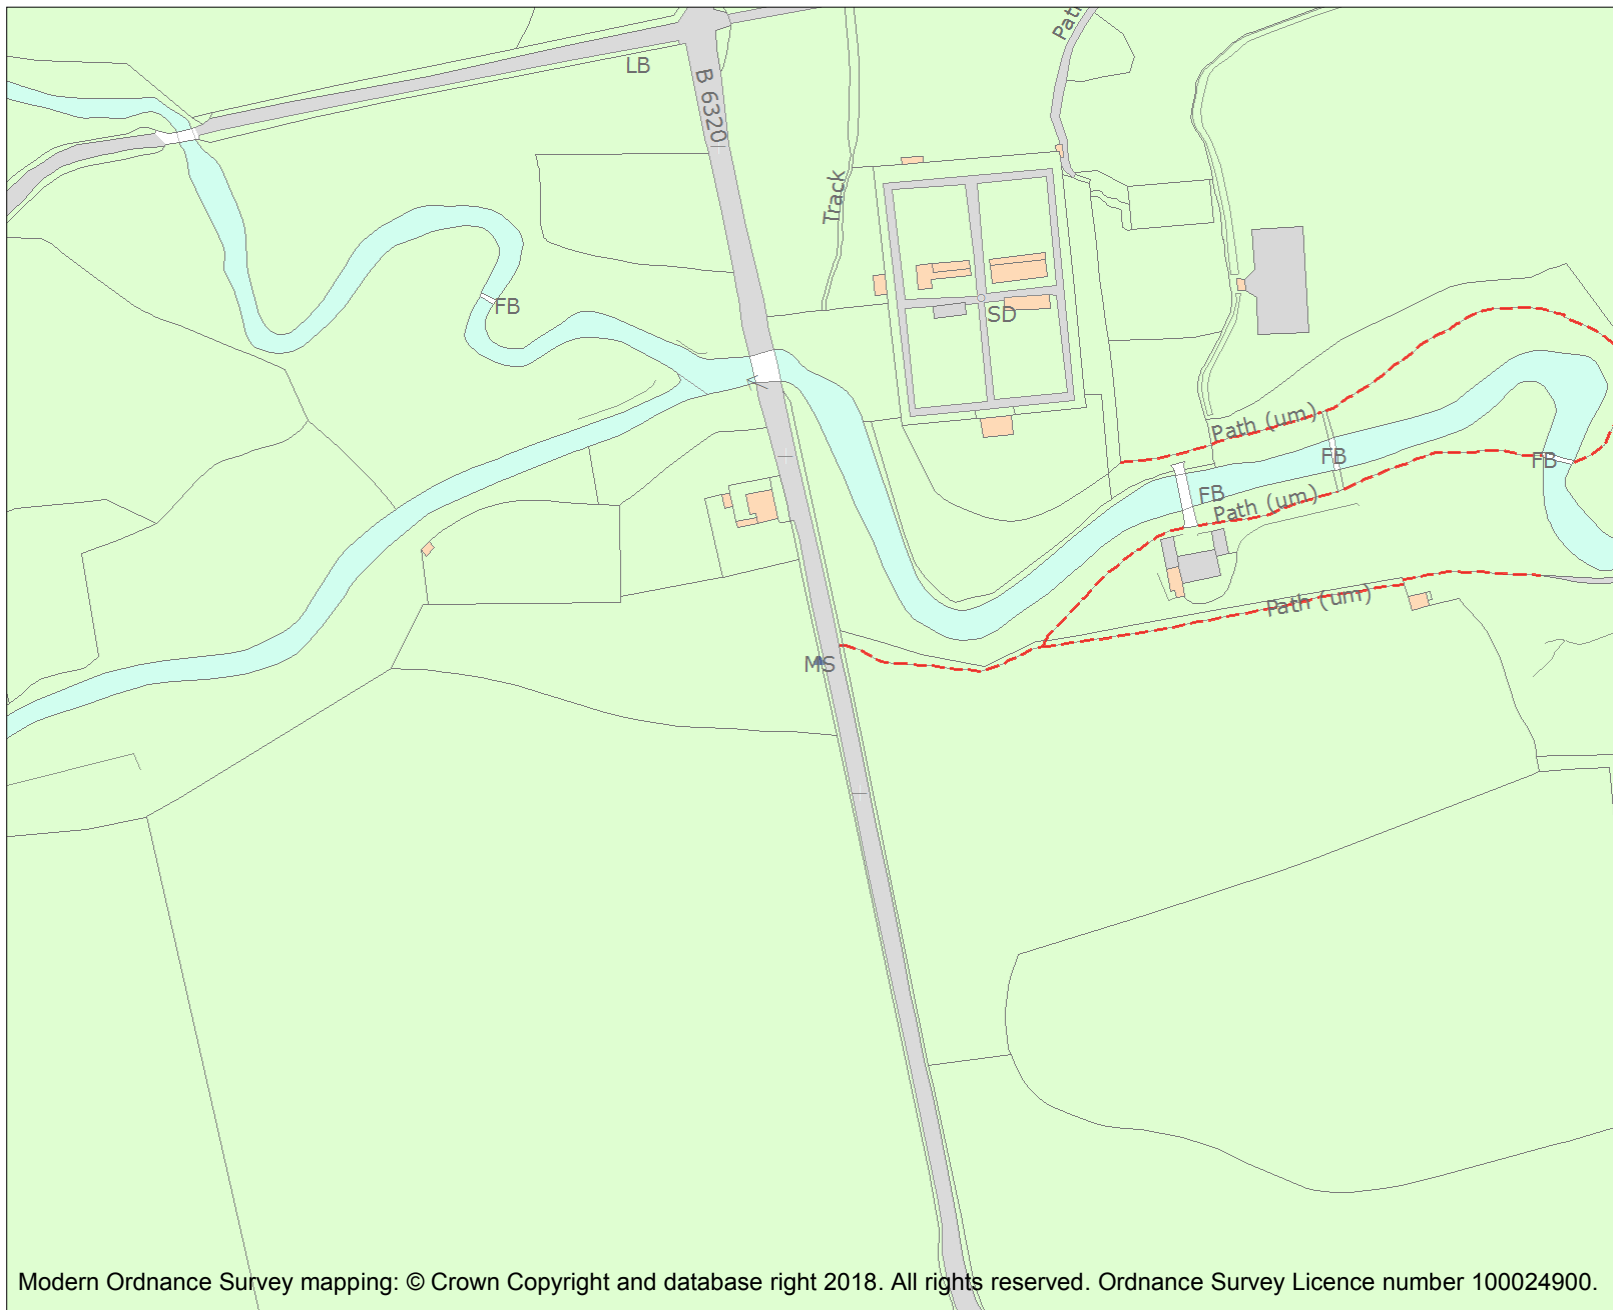 Path
LB
B 6320
Track
FB
SD
Path (um)
FB
FB
FB
Path (um)
Path (um)
MS
Modern Ordnance Survey mapping: © Crown Copyright and database right 2018. All rights reserved. Ordnance Survey Licence number 100024900.